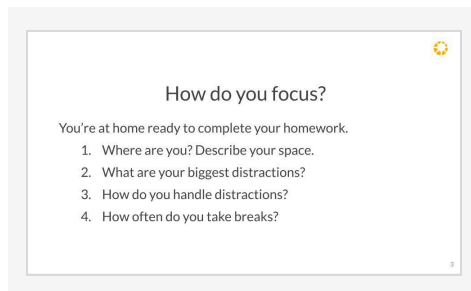 How do you focus?
You're at home ready to complete your homework.
1. Where are you? Describe your space.
2. What are your biggest distractions?
3. How do you handle distractions?
4. How often do you take breaks?
3